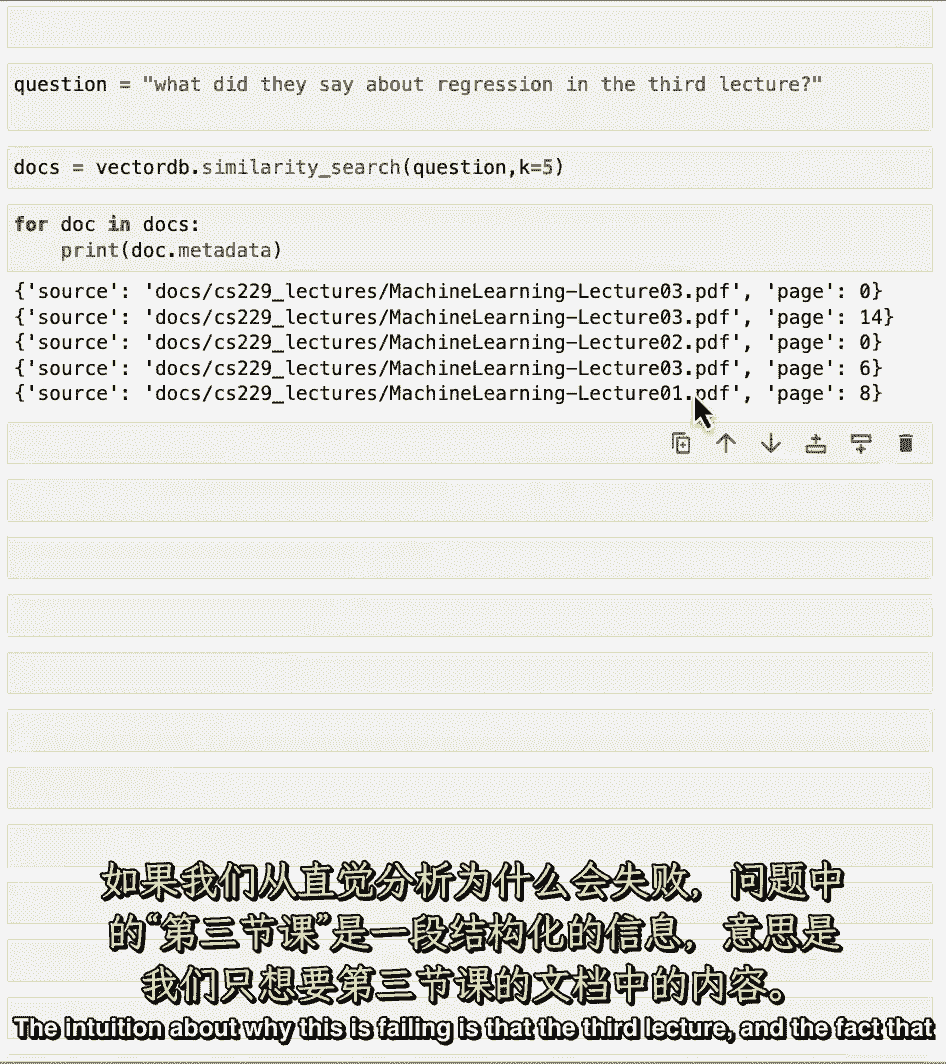 question = "what did they say about regression in the third lecture?"
docs = vectordb.similarity_search(question,k=5)
for doc in docs:
    print(doc.metadata)
{'source': 'docs/cs229_lectures/MachineLearning-Lecture03.pdf', 'page': 0}
{'source': 'docs/cs229_lectures/MachineLearning-Lecture03.pdf', 'page': 14}
{'source': 'docs/cs229_lectures/MachineLearning-Lecture02.pdf', 'page': 0}
{'source': 'docs/cs229_lectures/MachineLearning-Lecture03.pdf', 'page': 6}
{'source': 'docs/cs229_lectures/MachineLearning-Lecture01.pdf', 'page': 8}
如果我们从直觉分析为什么会失败，问题中
的“第三节课”是一段结构化的信息，意思是
我们只想要第三节课的文档中的内容。
The intuition about why this is failing is that the third lecture, and the fact that